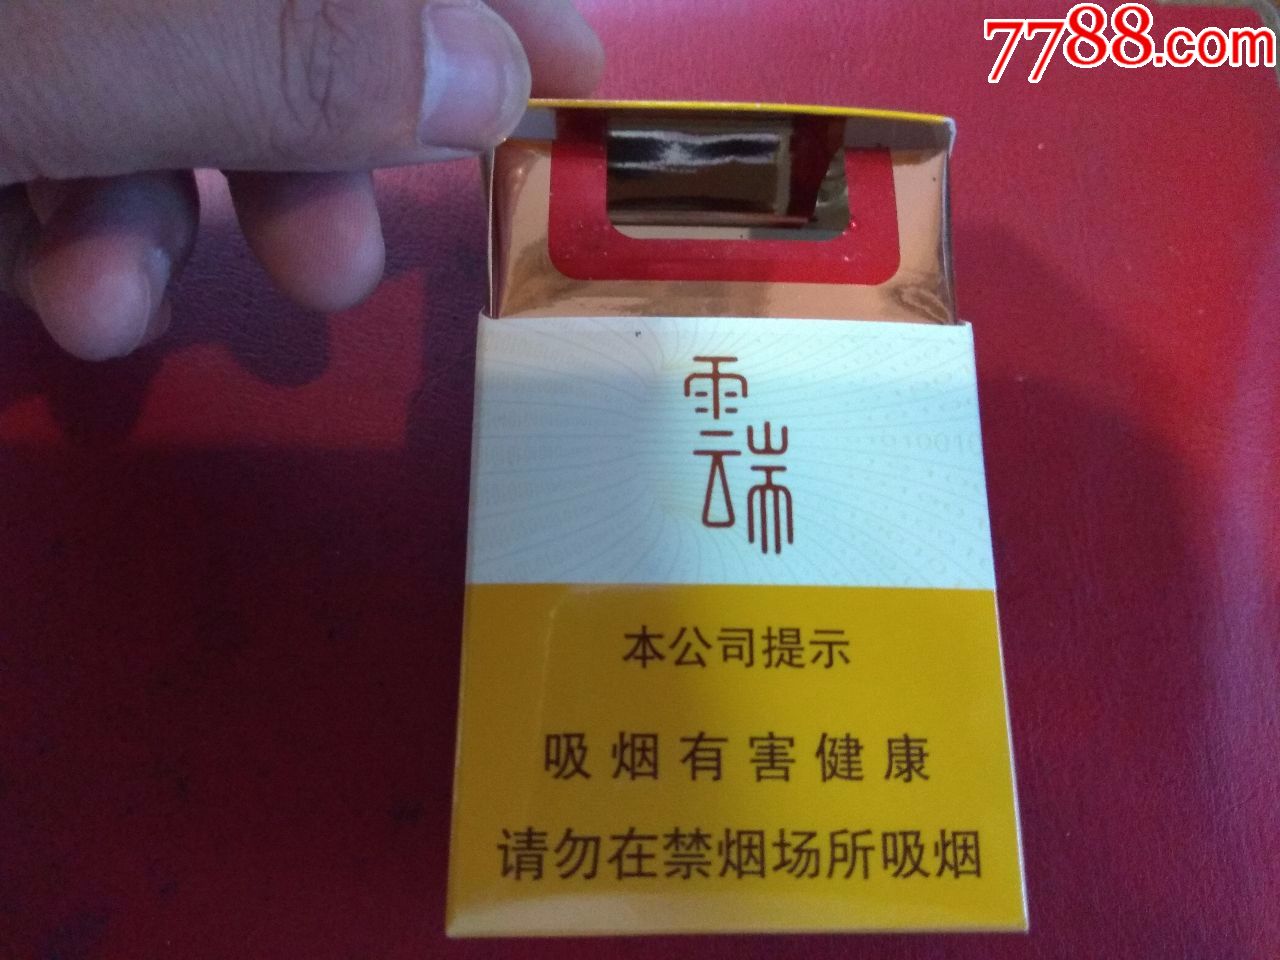 7788.com
雲端
10100101
本公司提示
吸烟有害健康
请勿在禁烟场所吸烟